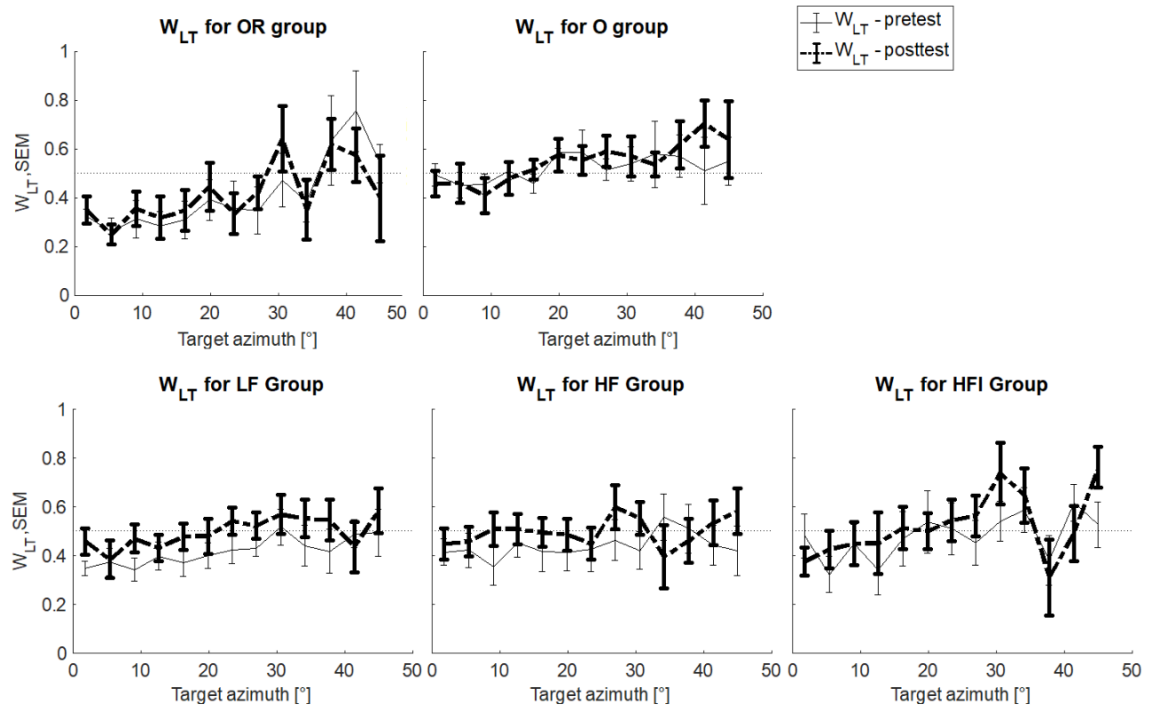 W_LT for OR group
W_LT for O group
W_LT - pretest
W_LT - posttest
W_LT,SEM
1
0.8
0.6
0.4
0.2
0
0 10 20 30 40 50
Target azimuth [°]
0 10 20 30 40 50
Target azimuth [°]
W_LT for LF Group
W_LT for HF Group
W_LT for HFI Group
W_LT,SEM
1
0.8
0.6
0.4
0.2
0
0 10 20 30 40 50
Target azimuth [°]
0 10 20 30 40 50
Target azimuth [°]
0 10 20 30 40 50
Target azimuth [°]